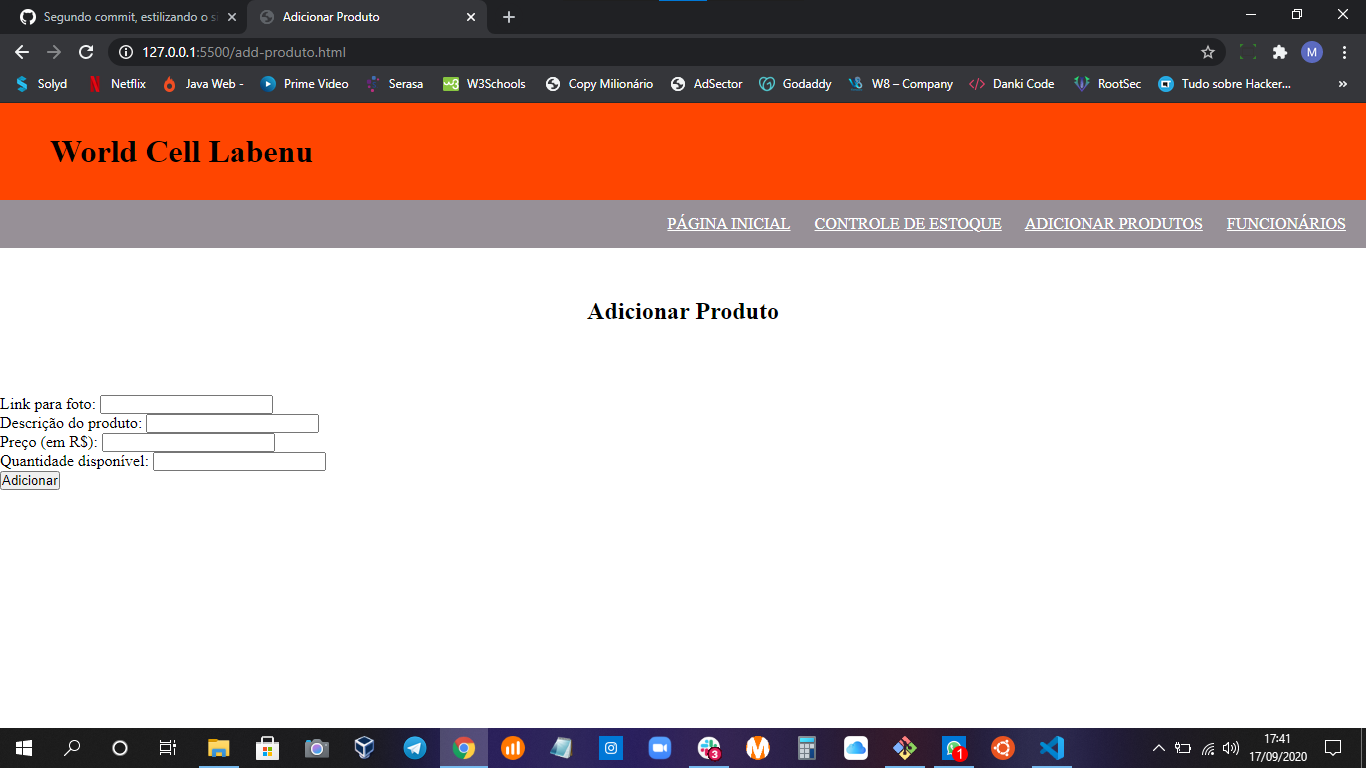 Segundo commit, estilizando o s
Adicionar Produto
127.0.0.1:5500/add-produto.html
M
Solyd
Netflix
Java Web -
Prime Video
Serasa
W3Schools
Copy Milionário
AdSector
Godaddy
W8 – Company
Danki Code
RootSec
Tudo sobre Hacker...
World Cell Labenu
PÁGINA INICIAL
CONTROLE DE ESTOQUE
ADICIONAR PRODUTOS
FUNCIONÁRIOS
Adicionar Produto
Link para foto:
Descrição do produto:
Preço (em R$):
Quantidade disponível:
Adicionar
3
1
17:41
17/09/2020